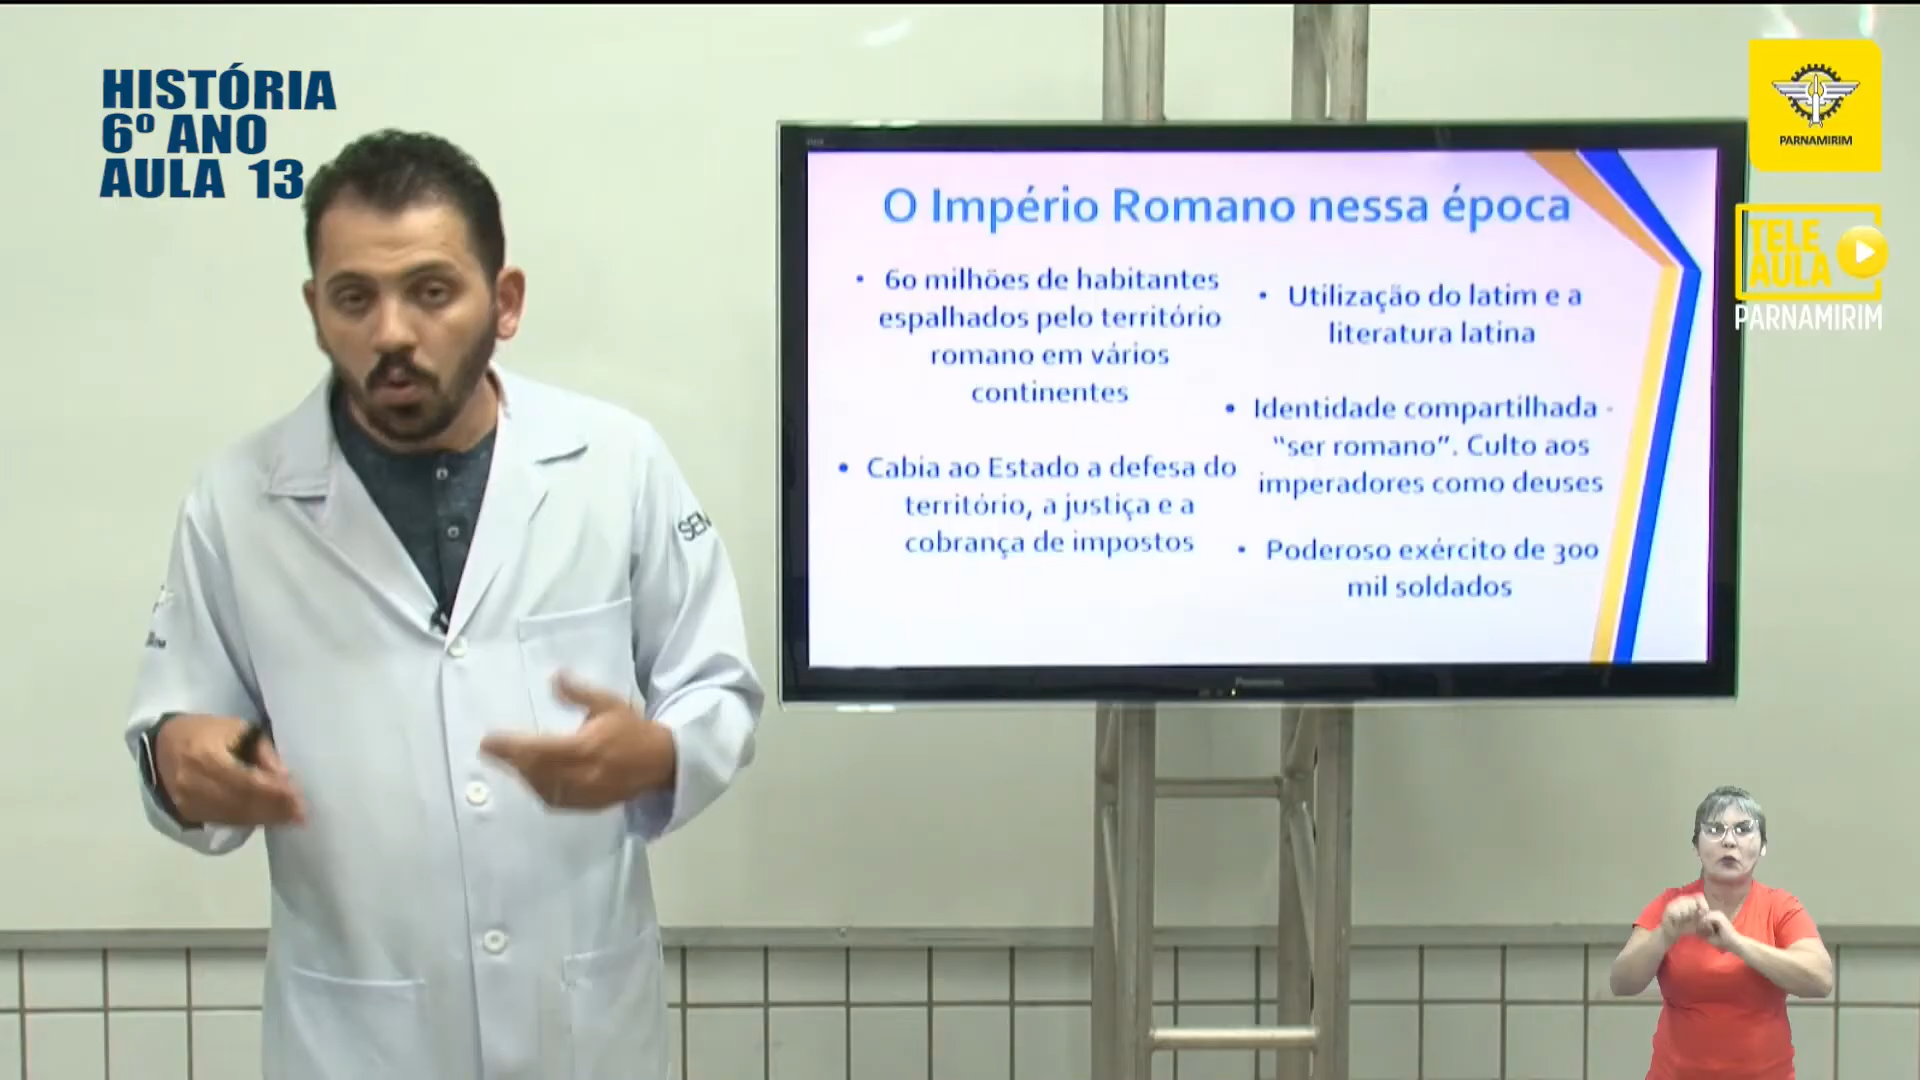 HISTÓRIA
6º ANO
AULA 13
PARNAMIRIM
TELE
AULA
PARNAMIRIM
O Império Romano nessa época
• 60 milhões de habitantes
espalhados pelo território
romano em vários
continentes
• Cabia ao Estado a defesa do
território, a justiça e a
cobrança de impostos
• Utilização do latim e a
literatura latina
• Identidade compartilhada -
“ser romano”. Culto aos
imperadores como deuses
• Poderoso exército de 300
mil soldados
Panasonic
SEM